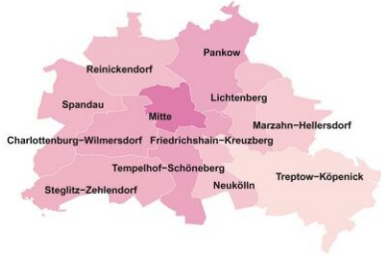 Pankow
Reinickendorf
Lichtenberg
Spandau
Mitte
Marzahn−Hellersdorf
Charlottenburg−Wilmersdorf
Friedrichshain−Kreuzberg
Tempelhof−Schöneberg
Treptow−Köpenick
Steglitz−Zehlendorf
Neukölln